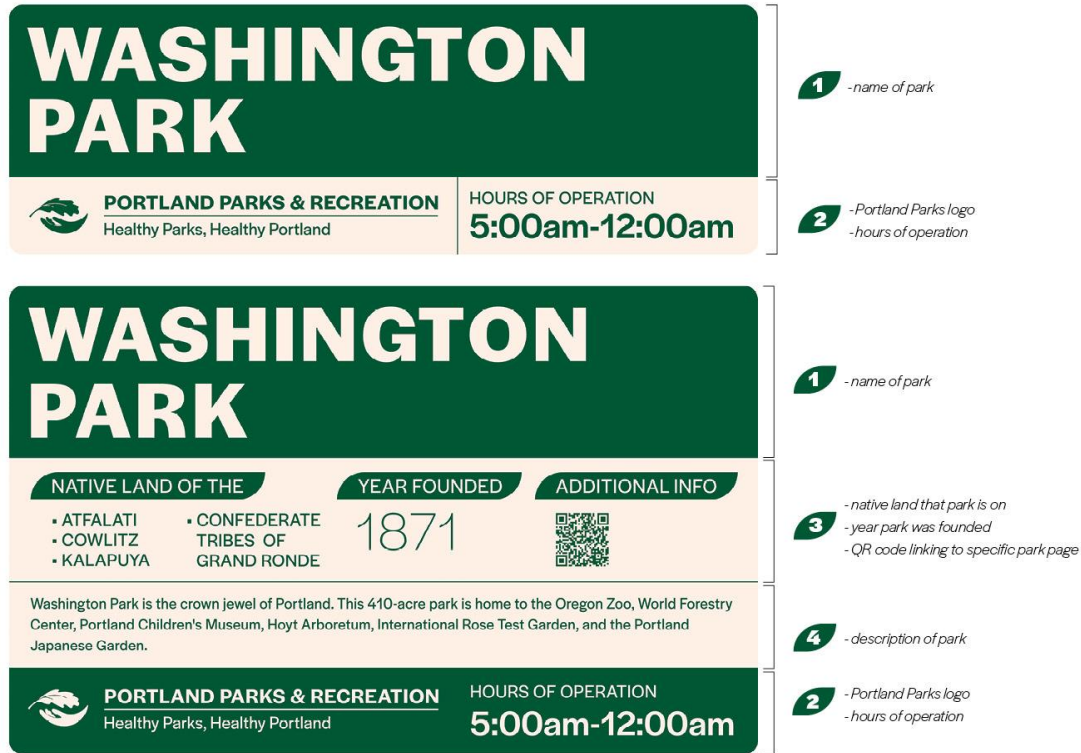 WASHINGTON
PARK
PORTLAND PARKS & RECREATION
Healthy Parks, Healthy Portland
HOURS OF OPERATION
5:00am-12:00am
1
-name of park
2
-Portland Parks logo
-hours of operation
WASHINGTON
PARK
1
-name of park
NATIVE LAND OF THE
▪ ATFALATI
▪ COWLITZ
▪ KALAPUYA
▪ CONFEDERATE
TRIBES OF
GRAND RONDE
YEAR FOUNDED
1871
ADDITIONAL INFO
3
-native land that park is on
-year park was founded
-QR code linking to specific park page
Washington Park is the crown jewel of Portland. This 410-acre park is home to the Oregon Zoo, World Forestry
Center, Portland Children's Museum, Hoyt Arboretum, International Rose Test Garden, and the Portland
Japanese Garden.
4
-description of park
PORTLAND PARKS & RECREATION
Healthy Parks, Healthy Portland
HOURS OF OPERATION
5:00am-12:00am
2
-Portland Parks logo
-hours of operation